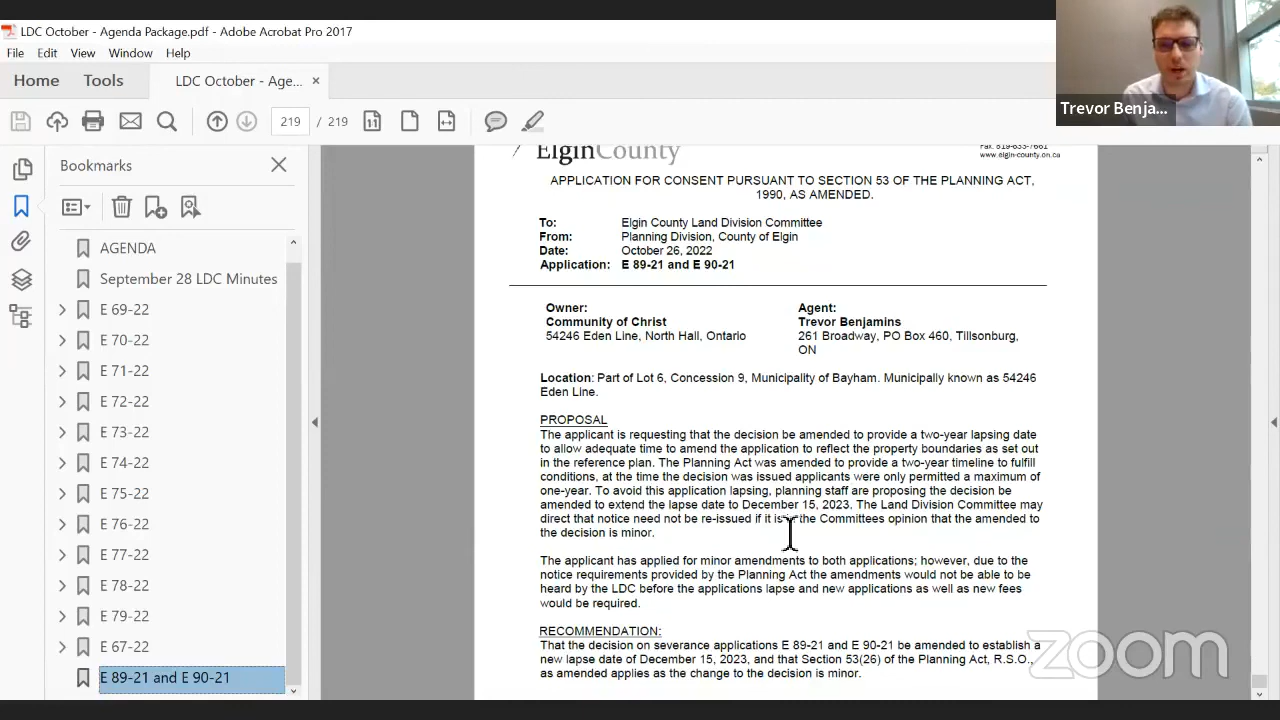 LDC October - Agenda Package.pdf - Adobe Acrobat Pro 2017
File Edit View Window Help
Home Tools LDC October - Age... ×
219 / 219
Trevor Benja...
Bookmarks
AGENDA
September 28 LDC Minutes
E 69-22
E 70-22
E 71-22
E 72-22
E 73-22
E 74-22
E 75-22
E 76-22
E 77-22
E 78-22
E 79-22
E 67-22
E 89-21 and E 90-21
ElginCounty
Fax: 519-633-7661
www.elgin-county.on.ca
APPLICATION FOR CONSENT PURSUANT TO SECTION 53 OF THE PLANNING ACT,
1990, AS AMENDED.
To: Elgin County Land Division Committee
From: Planning Division, County of Elgin
Date: October 26, 2022
Application: E 89-21 and E 90-21
Owner:
Community of Christ
54246 Eden Line, North Hall, Ontario
Agent:
Trevor Benjamins
261 Broadway, PO Box 460, Tillsonburg,
ON
Location: Part of Lot 6, Concession 9, Municipality of Bayham. Municipally known as 54246
Eden Line.
PROPOSAL
The applicant is requesting that the decision be amended to provide a two-year lapsing date
to allow adequate time to amend the application to reflect the property boundaries as set out
in the reference plan. The Planning Act was amended to provide a two-year timeline to fulfill
conditions, at the time the decision was issued applicants were only permitted a maximum of
one-year. To avoid this application lapsing, planning staff are proposing the decision be
amended to extend the lapse date to December 15, 2023. The Land Division Committee may
direct that notice need not be re-issued if it is the Committees opinion that the amended to
the decision is minor.
The applicant has applied for minor amendments to both applications; however, due to the
notice requirements provided by the Planning Act the amendments would not be able to be
heard by the LDC before the applications lapse and new applications as well as new fees
would be required.
RECOMMENDATION:
That the decision on severance applications E 89-21 and E 90-21 be amended to establish a
new lapse date of December 15, 2023, and that Section 53(26) of the Planning Act, R.S.O.,
as amended applies as the change to the decision is minor.
zoom